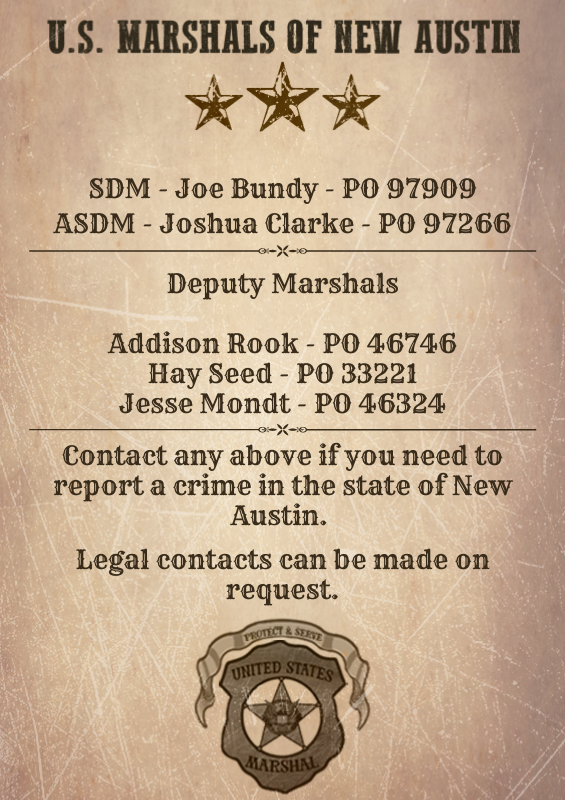 U.S. MARSHALS OF NEW AUSTIN
SDM - Joe Bundy - PO 97909
ASDM - Joshua Clarke - PO 97266
Deputy Marshals
Addison Rook - PO 46746
Hay Seed - PO 33221
Jesse Mondt - PO 46324
Contact any above if you need to
report a crime in the state of New
Austin.
Legal contacts can be made on
request.
PROTECT & SERVE
UNITED STATES
MARSHAL